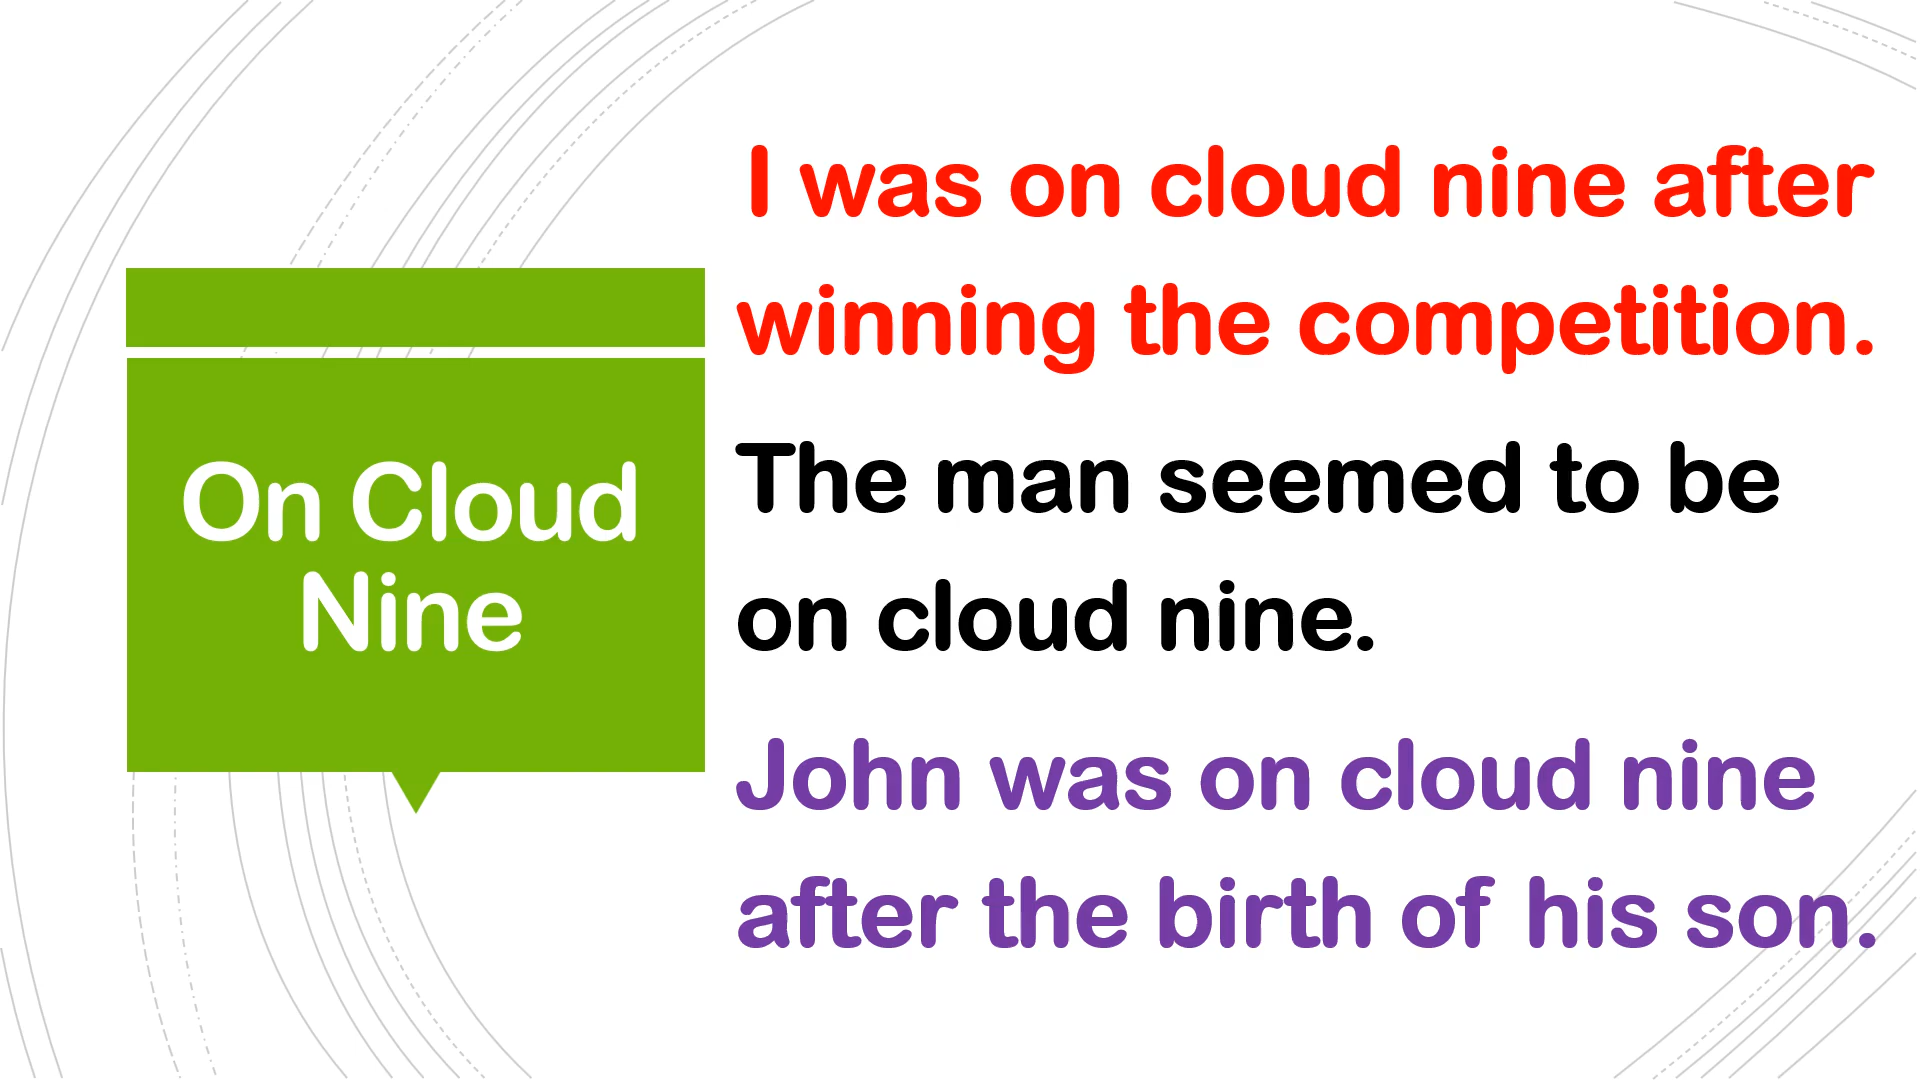 On Cloud
Nine
I was on cloud nine after
winning the competition.
The man seemed to be
on cloud nine.
John was on cloud nine
after the birth of his son.